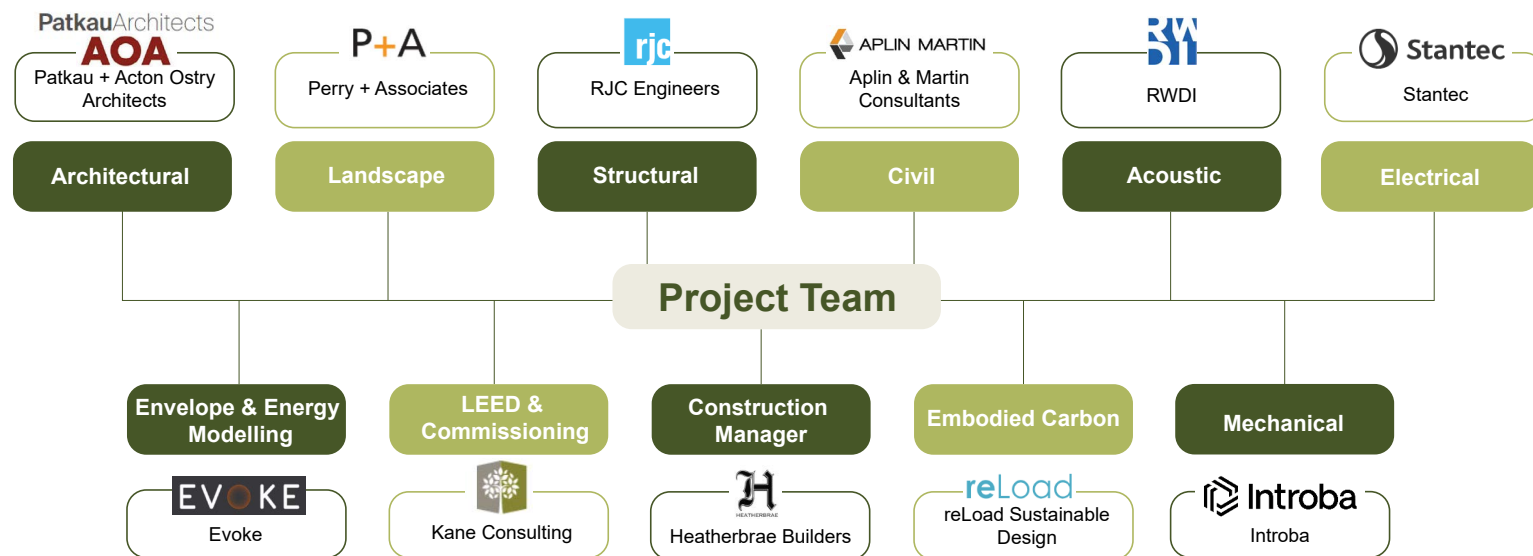 PatkauArchitects
AOA
Patkau + Acton Ostry
Architects
P+A
Perry + Associates
rjc
RJC Engineers
APLIN MARTIN
Aplin & Martin
Consultants
RWDI
RWDI
Stantec
Stantec
Architectural
Landscape
Structural
Civil
Acoustic
Electrical
Project Team
Envelope & Energy
Modelling
LEED &
Commissioning
Construction
Manager
Embodied Carbon
Mechanical
EVOKE
Evoke
Kane Consulting
H
HEATHERBRAE
Heatherbrae Builders
reLoad
reLoad Sustainable
Design
Introba
Introba